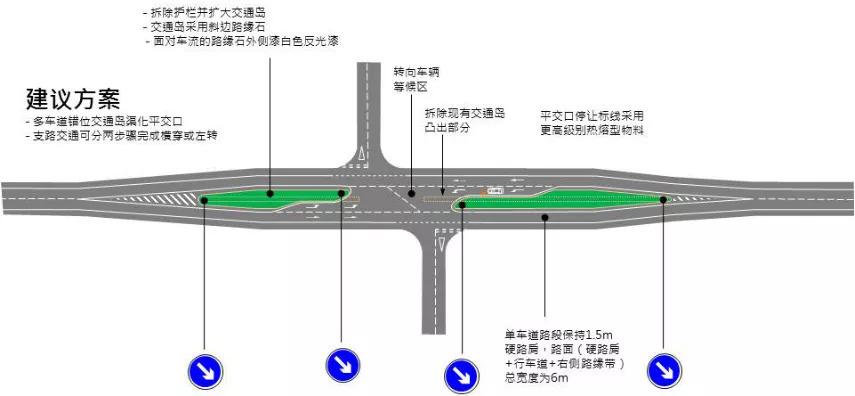 - 拆除护栏并扩大交通岛
- 交通岛采用斜边路缘石
- 面对车流的路缘石外侧漆白色反光漆
转向车辆
等候区
建议方案
- 多车道错位交通岛渠化平交口
- 支路交通可分两步骤完成横穿或左转
拆除现有交通岛
凸出部分
平交口停让标线采用
更高级别热熔型物料
单车道路段保持1.5m
硬路肩，路面（硬路肩
+行车道+右侧路缘带）
总宽度为6m